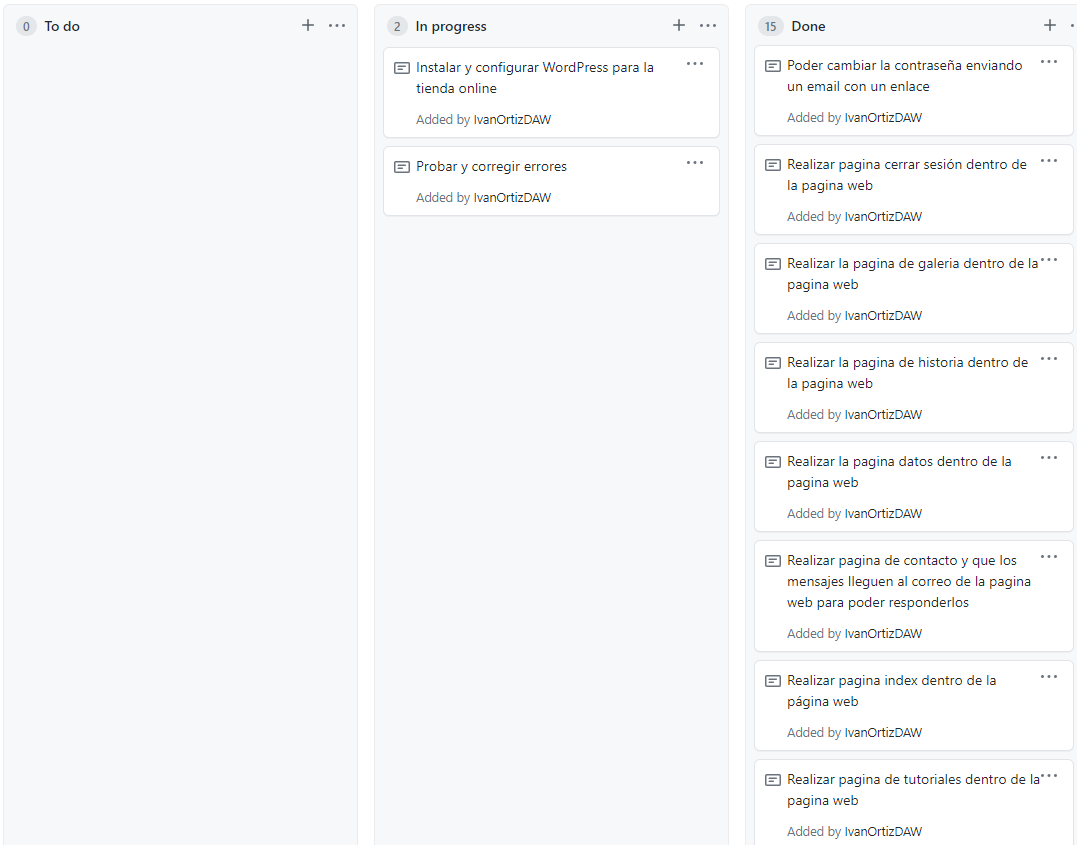 0 To do
2 In progress
Instalar y configurar WordPress para la
tienda online
Added by IvanOrtizDAW
Probar y corregir errores
Added by IvanOrtizDAW
15 Done
Poder cambiar la contraseña enviando
un email con un enlace
Added by IvanOrtizDAW
Realizar pagina cerrar sesión dentro de
la pagina web
Added by IvanOrtizDAW
Realizar la pagina de galeria dentro de la
pagina web
Added by IvanOrtizDAW
Realizar la pagina de historia dentro de
la pagina web
Added by IvanOrtizDAW
Realizar la pagina datos dentro de la
pagina web
Added by IvanOrtizDAW
Realizar pagina de contacto y que los
mensajes lleguen al correo de la pagina
web para poder responderlos
Added by IvanOrtizDAW
Realizar pagina index dentro de la
página web
Added by IvanOrtizDAW
Realizar pagina de tutoriales dentro de la
pagina web
Added by IvanOrtizDAW